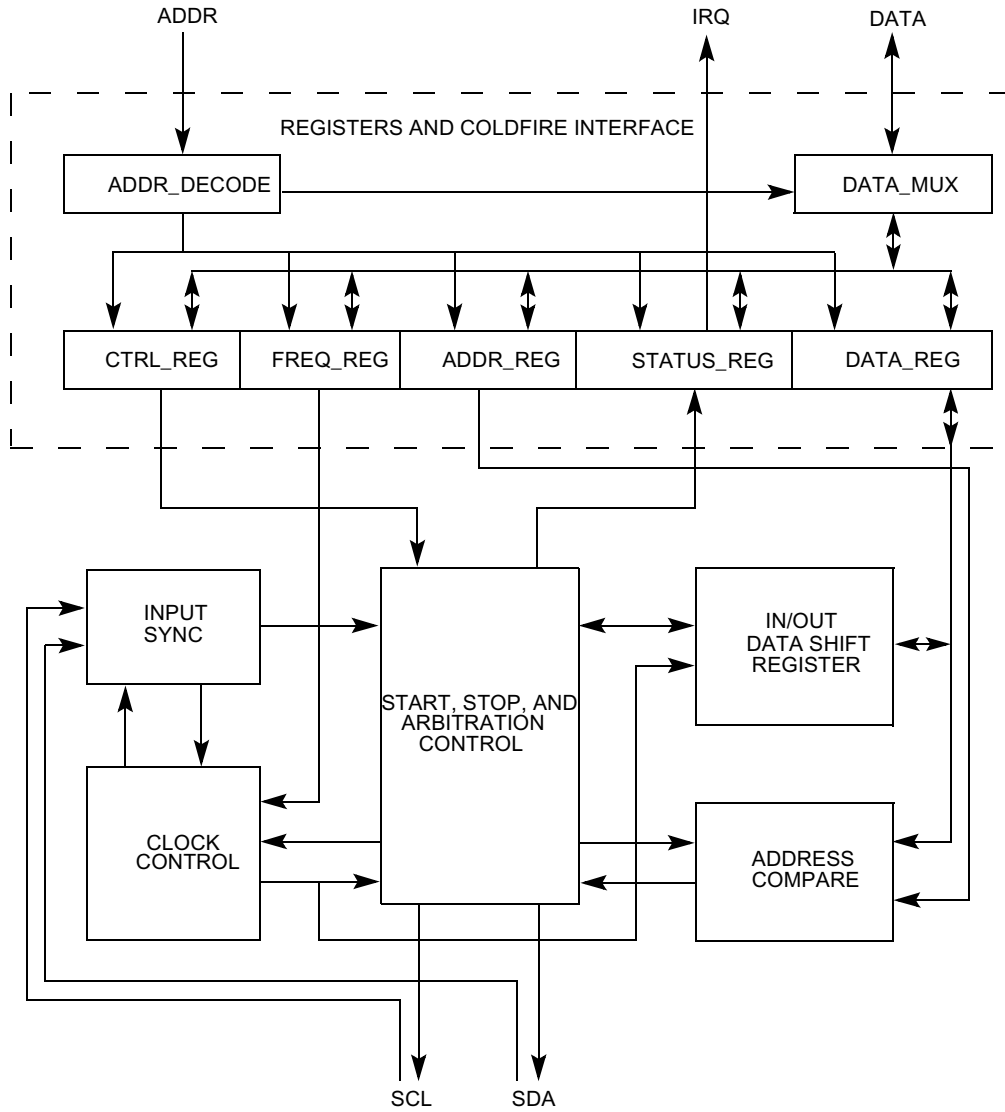 ADDR
IRQ
DATA
REGISTERS AND COLDFIRE INTERFACE
ADDR_DECODE
DATA_MUX
CTRL_REG
FREQ_REG
ADDR_REG
STATUS_REG
DATA_REG
INPUT
SYNC
IN/OUT
DATA SHIFT
REGISTER
START, STOP, AND
ARBITRATION
CONTROL
CLOCK
CONTROL
ADDRESS
COMPARE
SCL
SDA